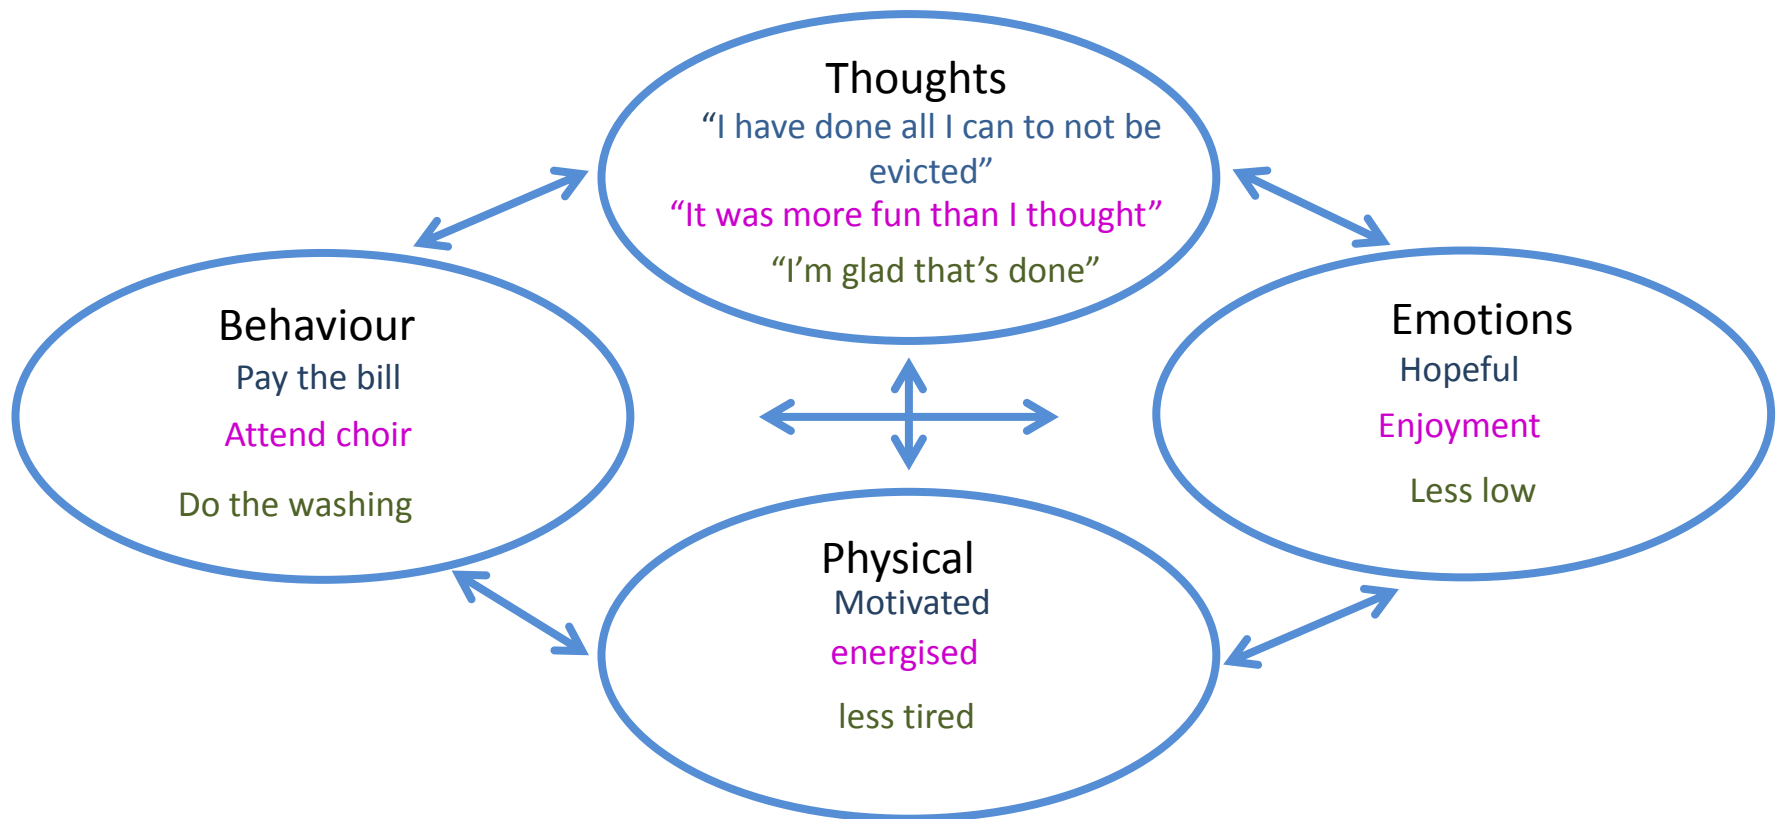 Thoughts
“I have done all I can to not be
evicted”
“It was more fun than I thought”
“I’m glad that’s done”
Behaviour
Pay the bill
Attend choir
Do the washing
Emotions
Hopeful
Enjoyment
Less low
Physical
Motivated
energised
less tired